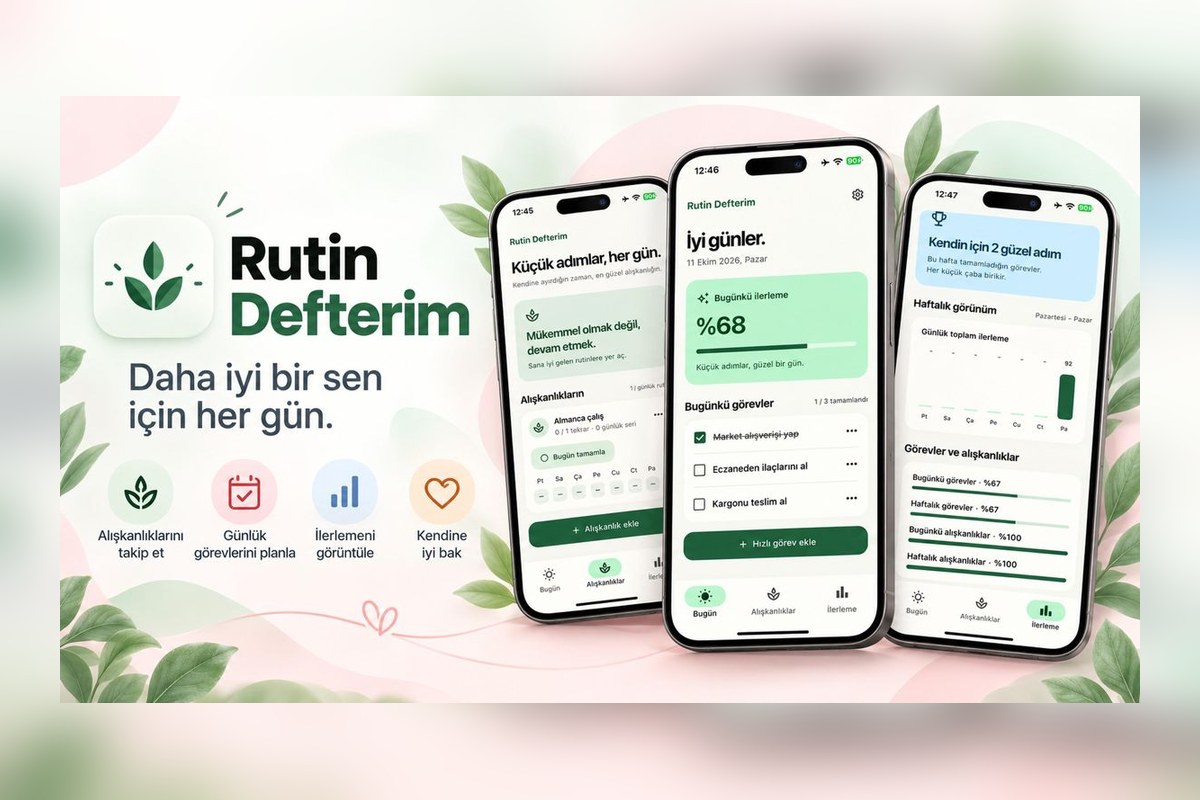 Rutin
Defterim
Daha iyi bir sen
için her gün.
Alışkanlıklarını
takip et
Günlük
görevlerini planla
İlerlemeni
görüntüle
Kendine
iyi bak
12:45
90
Rutin Defterim
Küçük adımlar, her gün.
Kendine ayırdığın zaman, en güzel alışkanlığın.
Mükemmel olmak değil,
devam etmek.
Sana iyi gelen rutinlere yer aç.
Alışkanlıkların
1/ günlük
Almanca çalış
0 / 1 tekrar · 0 günlük seri
Bugün tamamla
Pt Sa Ça Pe Cu Ct Pa
– – – – – – –
+ Alışkanlık ekle
Bugün
Alışkanlıklar
12:46
90
Rutin Defterim
İyi günler.
11 Ekim 2026, Pazar
Bugünkü ilerleme
%68
Küçük adımlar, güzel bir gün.
Bugünkü görevler
1 / 3 tamamlandı
Market alışverişi yap
Eczaneden ilaçlarını al
Kargonu teslim al
+ Hızlı görev ekle
Bugün
Alışkanlıklar
İlerleme
12:47
90
Kendin için 2 güzel adım
Bu hafta tamamladığın görevler.
Her küçük çaba birikir.
Haftalık görünüm
Pazartesi – Pazar
Günlük toplam ilerleme
– – – – – – 92
Pt Sa Ça Pe Cu Ct Pa
Görevler ve alışkanlıklar
Bugünkü görevler · %67
Haftalık görevler · %67
Bugünkü alışkanlıklar · %100
Haftalık alışkanlıklar · %100
Bugün
Alışkanlıklar
İlerleme